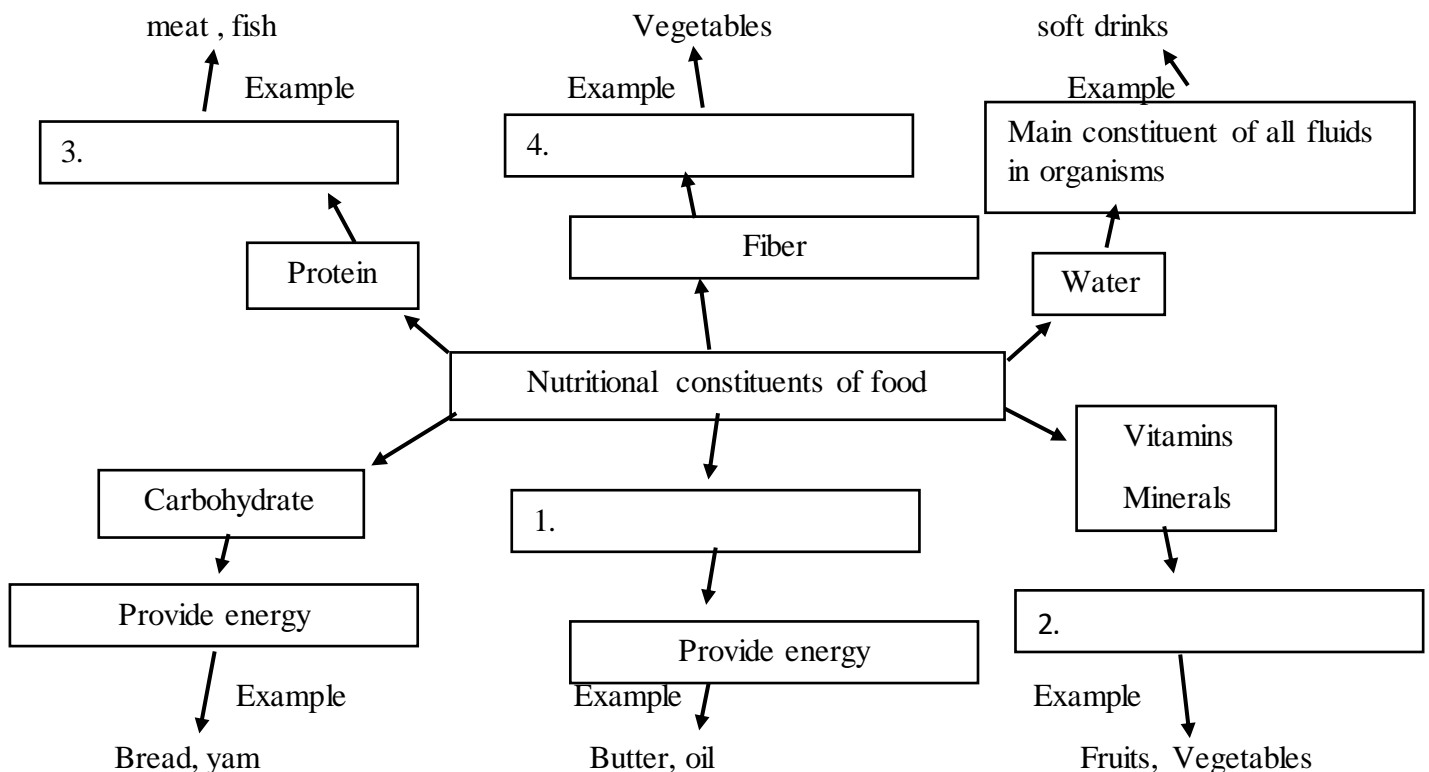 meat , fish
Vegetables
soft drinks
Example
Example
Example
3.
4.
Main constituent of all fluids
in organisms
Protein
Fiber
Water
Nutritional constituents of food
Carbohydrate
1.
Vitamins
Minerals
Provide energy
Provide energy
2.
Example
Example
Example
Bread, yam
Butter, oil
Fruits, Vegetables